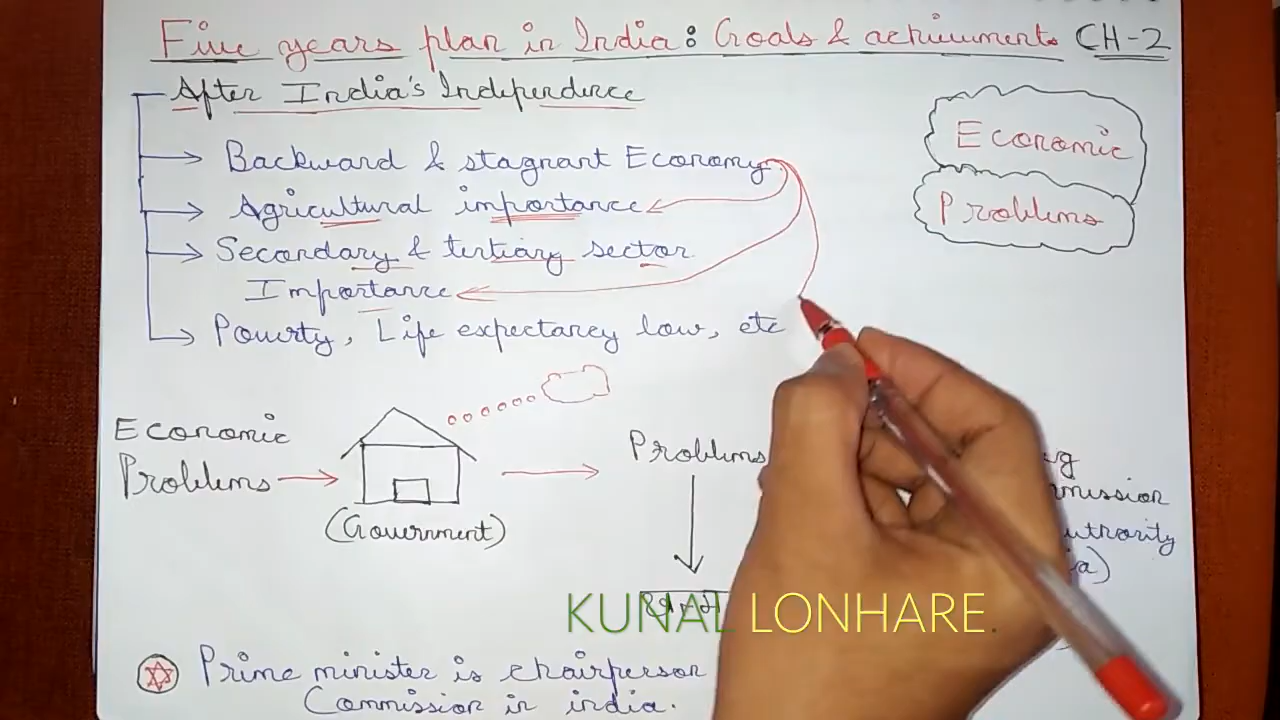 Five years plan in India: Goals & achievements CH-2
After India's Independence
Backward & stagnant Economy
Agricultural importance
Secondary & tertiary sector
Importance
Poverty, Life expectancy low, etc
Economic
Problems
Economic
Problems
(Government)
Problems
mission
uthority
KUNAL LONHARE
Prime minister is chairperson
Commission in india.